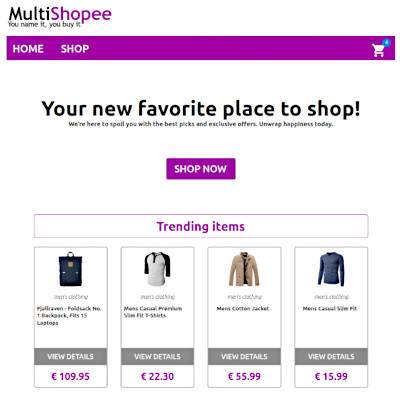 MultiShopee
You name it, you buy it
HOME SHOP
4
Your new favorite place to shop!
We're here to spoil you with the best picks and exclusive offers. Unwrap happiness today.
SHOP NOW
Trending items
men's clothing
Fjallraven - Foldsack No.
1 Backpack, Fits 15
Laptops
VIEW DETAILS
€ 109.95
men's clothing
Mens Casual Premium
Slim Fit T-Shirts
VIEW DETAILS
€ 22.30
men's clothing
Mens Cotton Jacket
VIEW DETAILS
€ 55.99
men's clothing
Mens Casual Slim Fit
VIEW DETAILS
€ 15.99